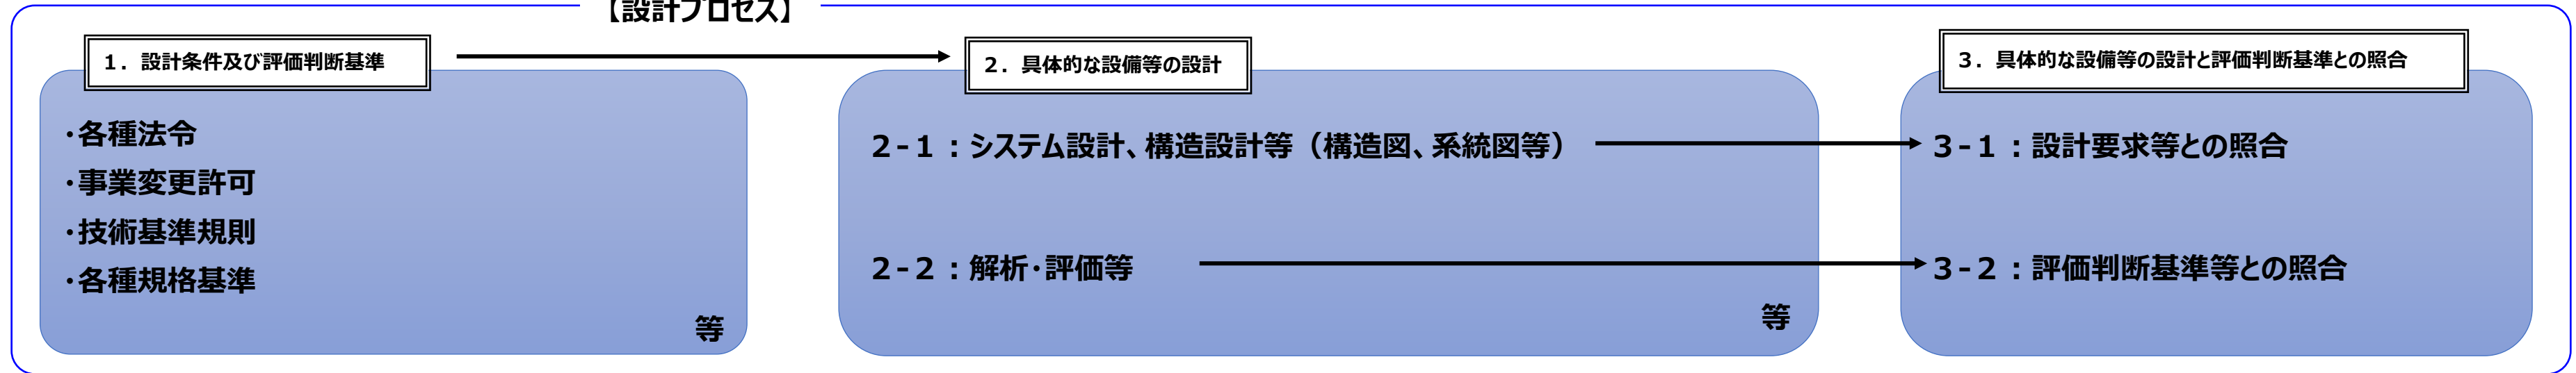 【設計プロセス】
1．設計条件及び評価判断基準
・各種法令
・事業変更許可
・技術基準規則
・各種規格基準
等
2．具体的な設備等の設計
2-1：システム設計、構造設計等（構造図、系統図等）
2-2：解析・評価等
等
3．具体的な設備等の設計と評価判断基準との照合
3-1：設計要求等との照合
3-2：評価判断基準等との照合